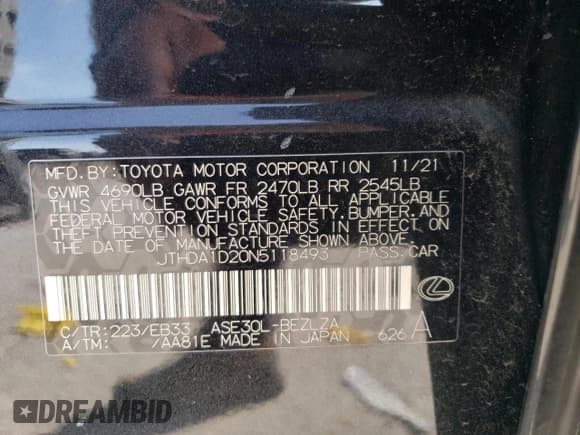 MFD. BY: TOYOTA MOTOR CORPORATION 11/21
GVWR 4690LB GAWR FR 2470LB RR 2545LB
THIS VEHICLE CONFORMS TO ALL APPLICABLE
FEDERAL MOTOR VEHICLE SAFETY, BUMPER, AND
THEFT PREVENTION STANDARDS IN EFFECT ON
THE DATE OF MANUFACTURE SHOWN ABOVE.
JTHDA1D20N5118493 PASS. CAR
C/TR: 223/EB33 ASE30L-BEZLZA
A/TM: /AA81E MADE IN JAPAN 626 A
DREAMBID